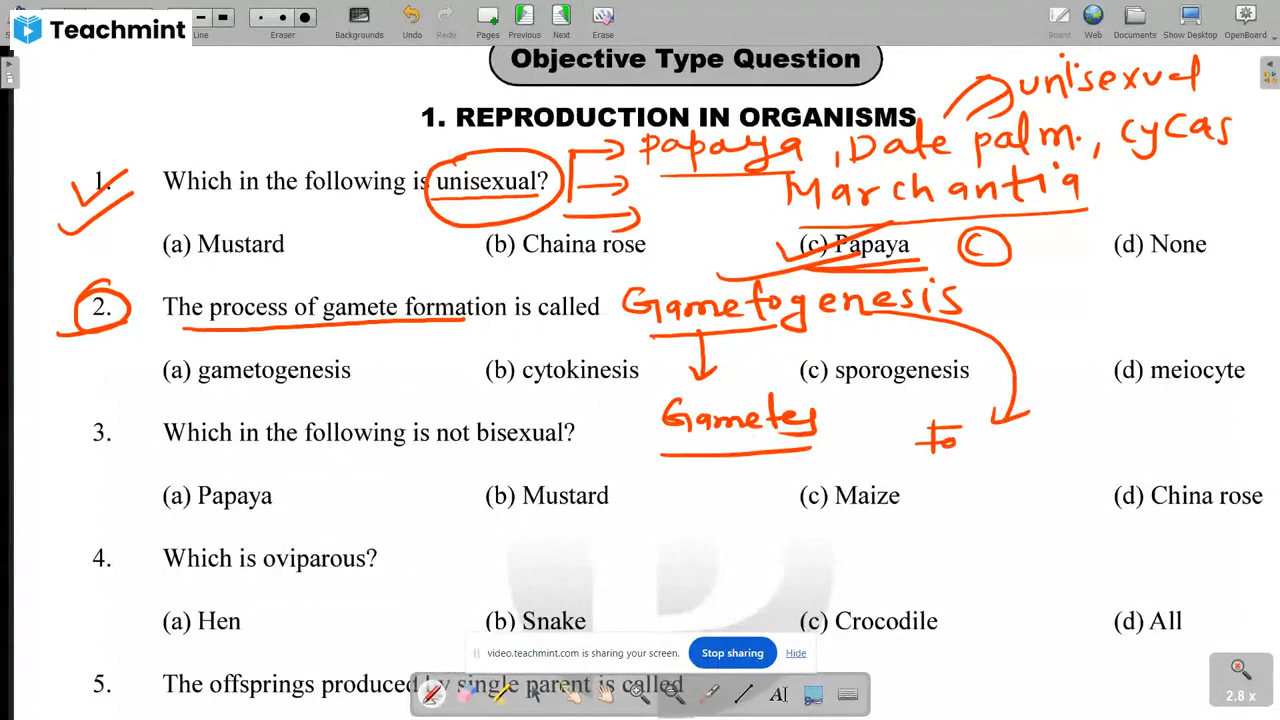 Teachmint
Line Eraser Backgrounds Undo Redo Pages Previous Next Erase Board Web Documents Show Desktop OpenBoard
Objective Type Question
unisexual
1. REPRODUCTION IN ORGANISMS
Papaya, Date palm., cycas
1. Which in the following is unisexual?
Marchantia
(a) Mustard (b) Chaina rose (c) Papaya (d) None
C
2. The process of gamete formation is called
Gametogenesis
(a) gametogenesis (b) cytokinesis (c) sporogenesis (d) meiocyte
Gametes
3. Which in the following is not bisexual?
to
(a) Papaya (b) Mustard (c) Maize (d) China rose
4. Which is oviparous?
(a) Hen (b) Snake (c) Crocodile (d) All
video.teachmint.com is sharing your screen. Stop sharing Hide
5. The offsprings produced by single parent is called
2.8 x